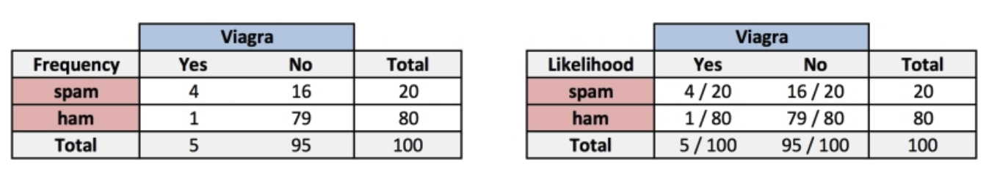 Viagra
Frequency Yes No Total
spam 4 16 20
ham 1 79 80
Total 5 95 100
Viagra
Likelihood Yes No Total
spam 4 / 20 16 / 20 20
ham 1 / 80 79 / 80 80
Total 5 / 100 95 / 100 100